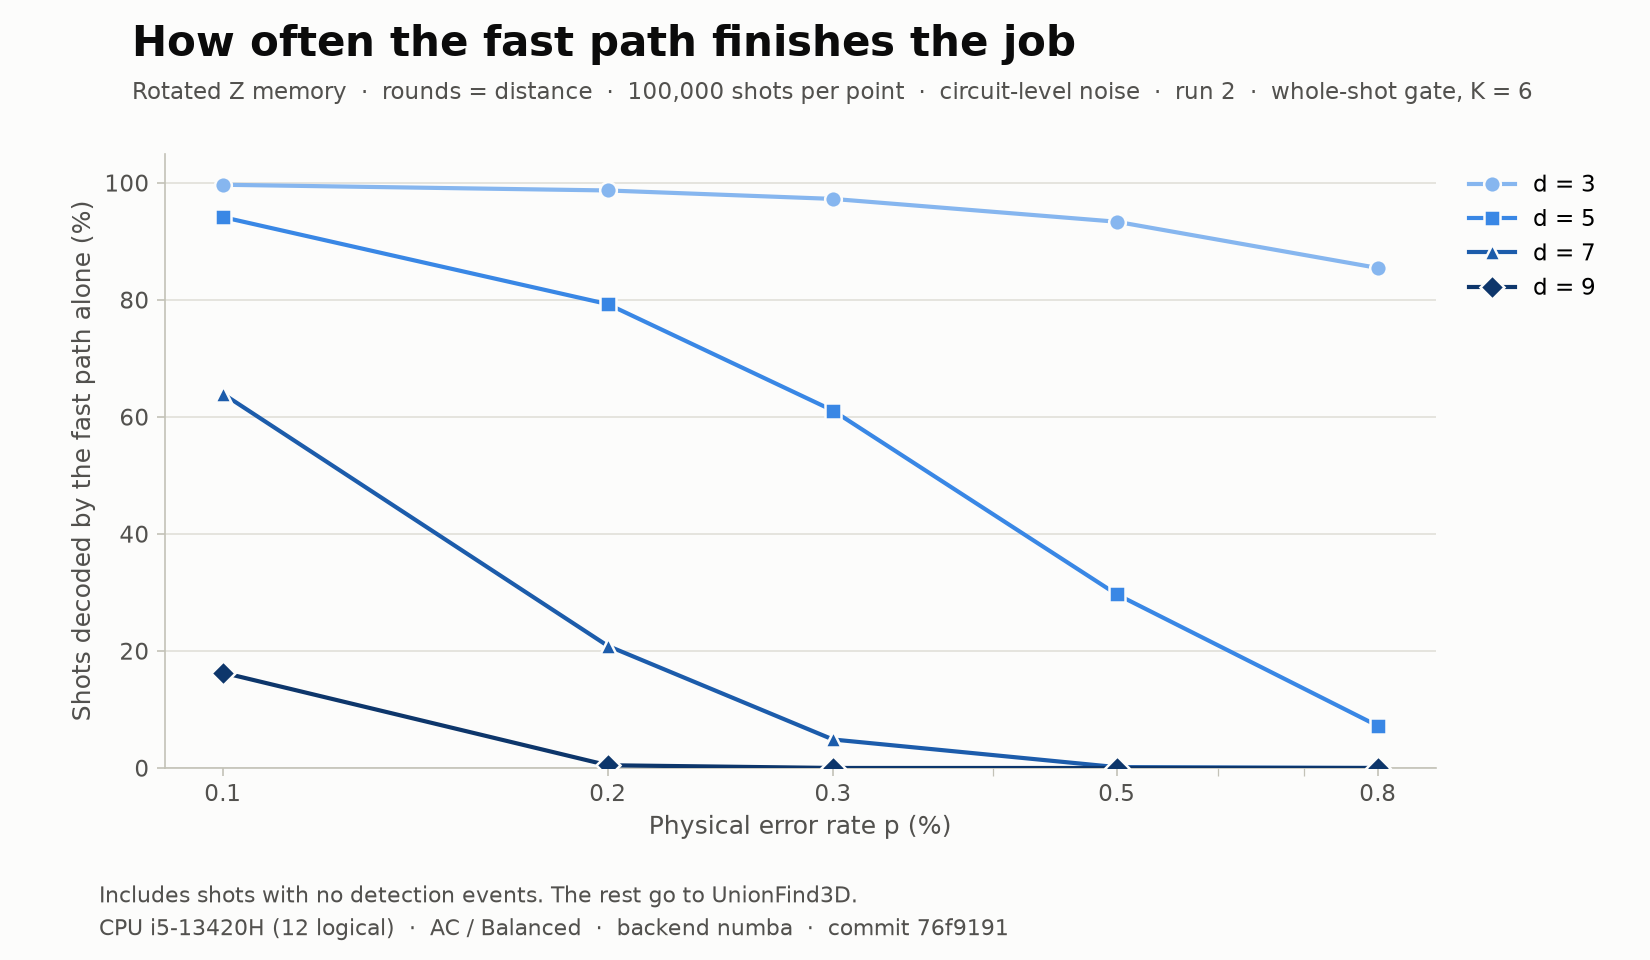 How often the fast path finishes the job
Rotated Z memory · rounds = distance · 100,000 shots per point · circuit-level noise · run 2 · whole-shot gate, K = 6
Shots decoded by the fast path alone (%)
100
80
60
40
20
0
0.1 0.2 0.3 0.5 0.8
Physical error rate p (%)
d = 3
d = 5
d = 7
d = 9
Includes shots with no detection events. The rest go to UnionFind3D.
CPU i5-13420H (12 logical) · AC / Balanced · backend numba · commit 76f9191